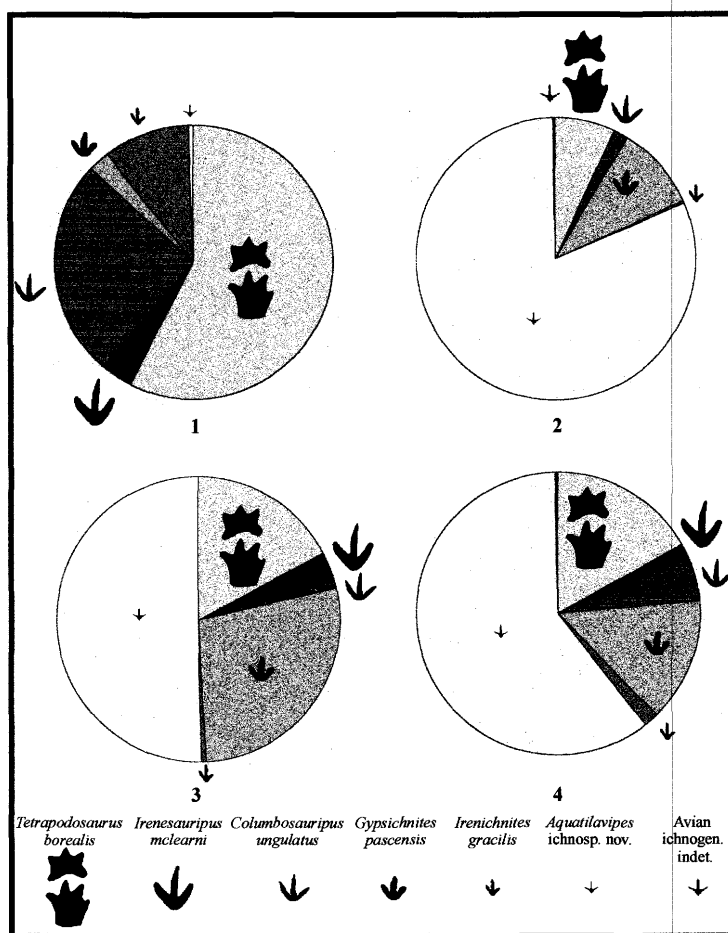 1
2
3
4
Tetrapodosaurus Irenesauripus Columbosauripus Gypsichnites Irenichnites Aquatilavipes Avian
borealis mclearni ungulatus pascensis gracilis ichnosp. nov. ichnogen.
indet.